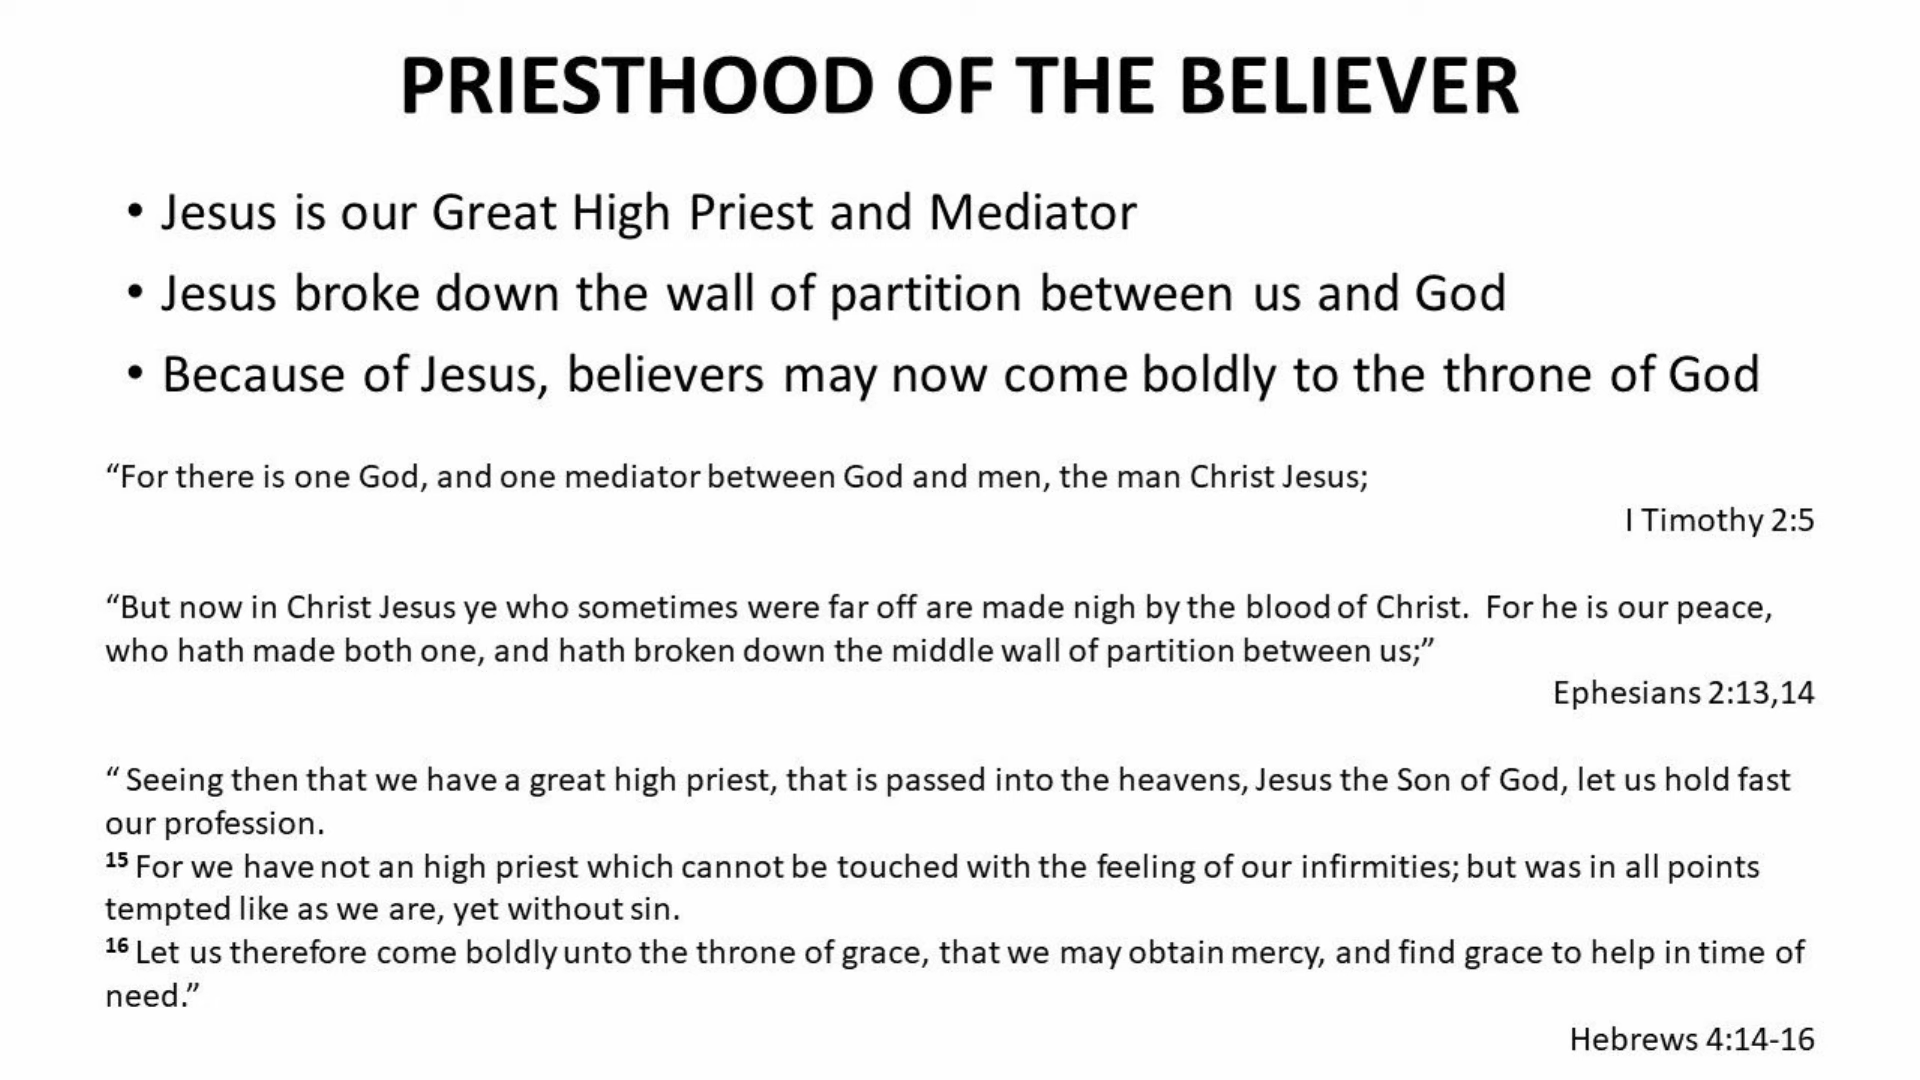 PRIESTHOOD OF THE BELIEVER
• Jesus is our Great High Priest and Mediator
• Jesus broke down the wall of partition between us and God
• Because of Jesus, believers may now come boldly to the throne of God
“For there is one God, and one mediator between God and men, the man Christ Jesus;
I Timothy 2:5
“But now in Christ Jesus ye who sometimes were far off are made nigh by the blood of Christ.  For he is our peace,
who hath made both one, and hath broken down the middle wall of partition between us;”
Ephesians 2:13,14
“ Seeing then that we have a great high priest, that is passed into the heavens, Jesus the Son of God, let us hold fast
our profession.
15 For we have not an high priest which cannot be touched with the feeling of our infirmities; but was in all points
tempted like as we are, yet without sin.
16 Let us therefore come boldly unto the throne of grace, that we may obtain mercy, and find grace to help in time of
need.”
Hebrews 4:14-16